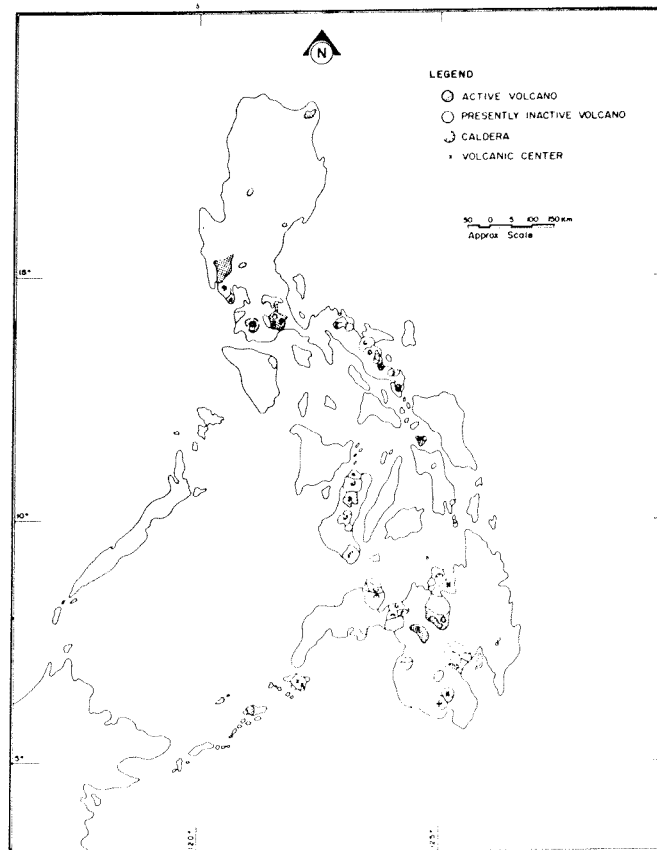 N
LEGEND
ACTIVE VOLCANO
PRESENTLY INACTIVE VOLCANO
CALDERA
x VOLCANIC CENTER
50 0 5 100 150 Km
Approx Scale
15°
10°
5°
120°
125°